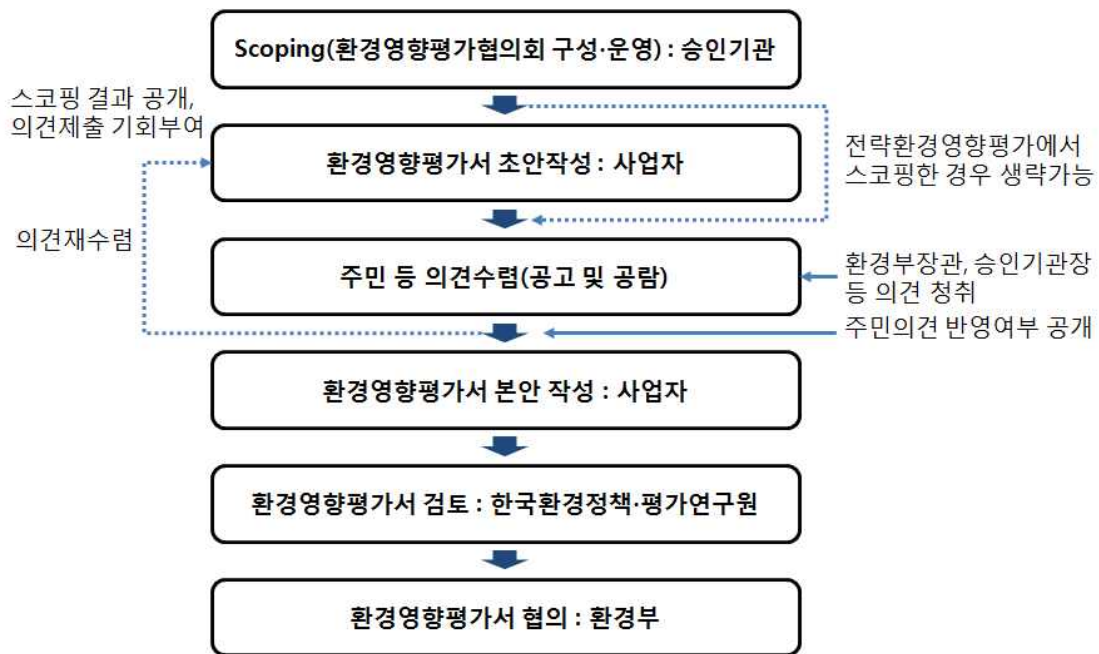 Scoping(환경영향평가협의회 구성·운영) : 승인기관
스코핑 결과 공개,
의견제출 기회부여
환경영향평가서 초안작성 : 사업자
전략환경영향평가에서
스코핑한 경우 생략가능
의견재수렴
주민 등 의견수렴(공고 및 공람)
환경부장관, 승인기관장
등 의견 청취
주민의견 반영여부 공개
환경영향평가서 본안 작성 : 사업자
환경영향평가서 검토 : 한국환경정책·평가연구원
환경영향평가서 협의 : 환경부